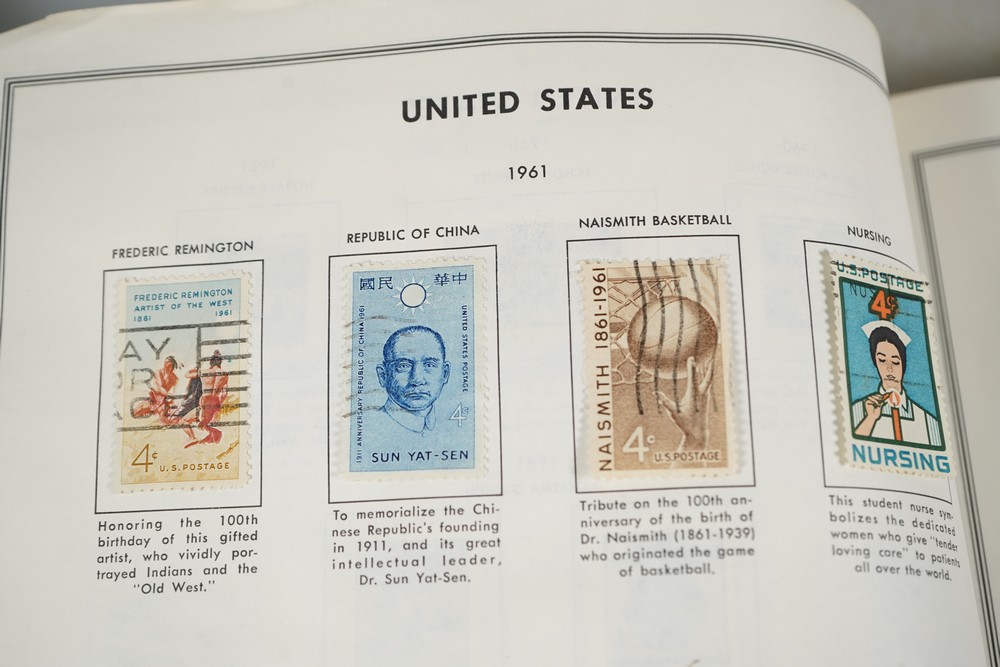 UNITED STATES
1961
FREDERIC REMINGTON
FREDERIC REMINGTON
ARTIST OF THE WEST
1861 1961
AY
4¢
U.S. POSTAGE
Honoring the 100th
birthday of this gifted
artist, who vividly por-
trayed Indians and the
"Old West."
REPUBLIC OF CHINA
國民 華中
1911 ANNIVERSARY REPUBLIC OF CHINA 1961
UNITED STATES POSTAGE
4¢
SUN YAT-SEN
To memorialize the Chi-
nese Republic's founding
in 1911, and its great
intellectual leader,
Dr. Sun Yat-Sen.
NAISMITH BASKETBALL
NAISMITH 1861-1961
4¢
U.S. POSTAGE
Tribute on the 100th an-
niversary of the birth of
Dr. Naismith (1861-1939)
who originated the game
of basketball.
NURSING
U.S. POSTAGE
4¢
NURSING
This student nurse sym-
bolizes the dedicated
women who give "tender
loving care" to patients
all over the world.